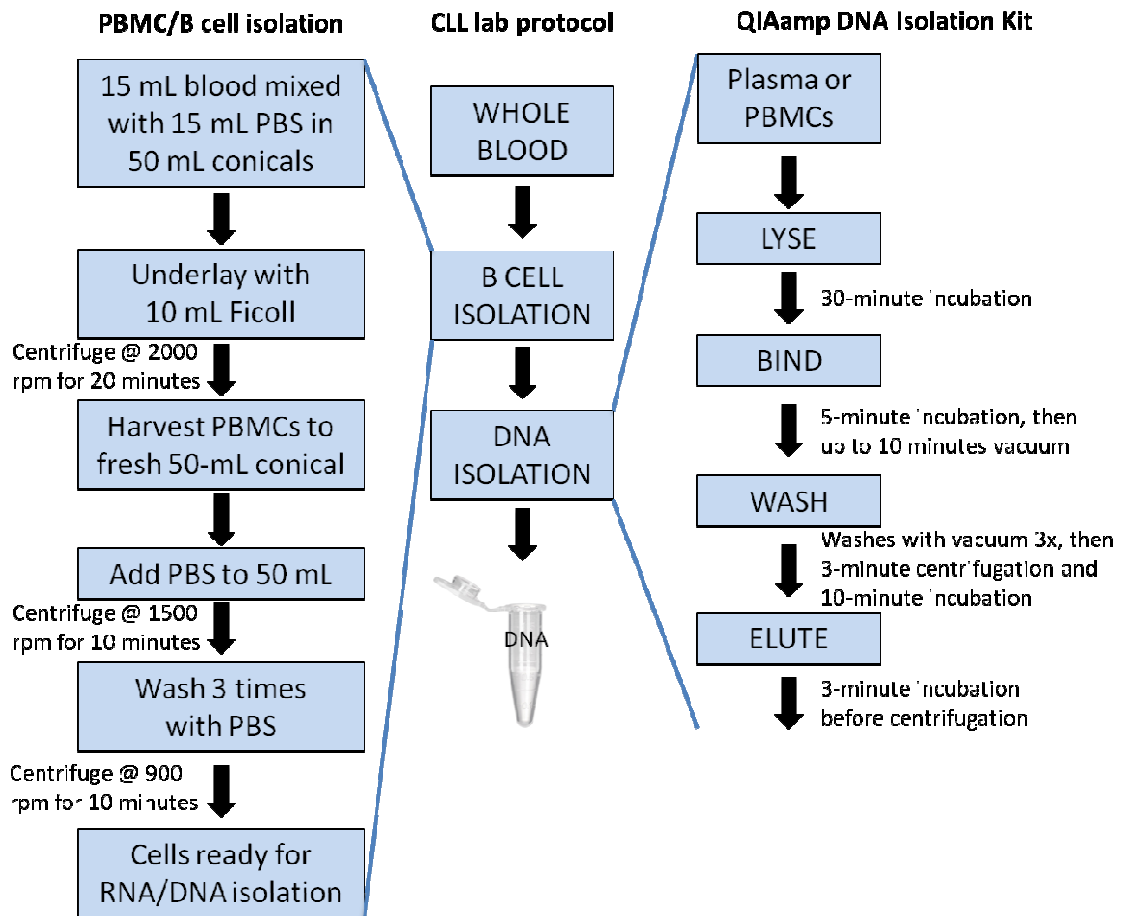 PBMC/B cell isolation
15 mL blood mixed
with 15 mL PBS in
50 mL conicals
Underlay with
10 mL Ficoll
Centrifuge @ 2000
rpm for 20 minutes
Harvest PBMCs to
fresh 50-mL conical
Add PBS to 50 mL
Centrifuge @ 1500
rpm for 10 minutes
Wash 3 times
with PBS
Centrifuge @ 900
rpm for 10 minutes
Cells ready for
RNA/DNA isolation
CLL lab protocol
WHOLE
BLOOD
B CELL
ISOLATION
DNA
ISOLATION
DNA
QIAamp DNA Isolation Kit
Plasma or
PBMCs
LYSE
30-minute incubation
BIND
5-minute incubation, then
up to 10 minutes vacuum
WASH
Washes with vacuum 3x, then
3-minute centrifugation and
10-minute incubation
ELUTE
3-minute incubation
before centrifugation